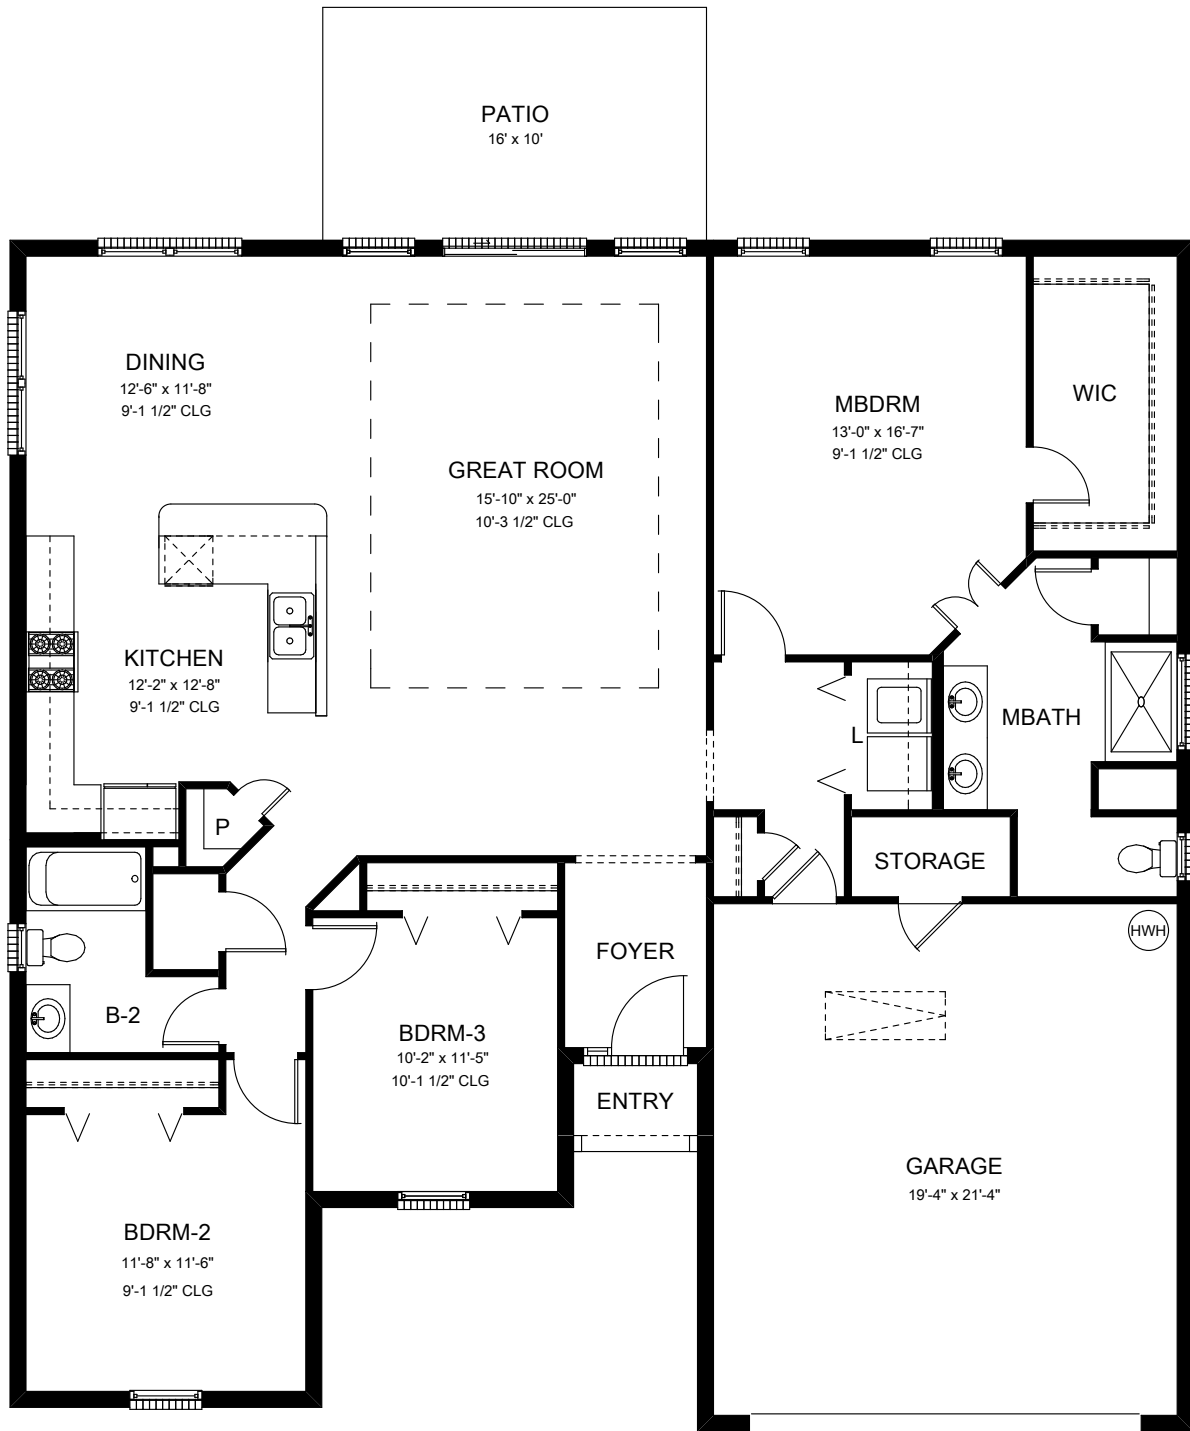 PATIO
16' x 10'
DINING
12'-6" x 11'-8"
9'-1 1/2" CLG
GREAT ROOM
15'-10" x 25'-0"
10'-3 1/2" CLG
MBDRM
13'-0" x 16'-7"
9'-1 1/2" CLG
WIC
KITCHEN
12'-2" x 12'-8"
9'-1 1/2" CLG
L
MBATH
P
STORAGE
FOYER
HWH
B-2
BDRM-3
10'-2" x 11'-5"
10'-1 1/2" CLG
ENTRY
GARAGE
19'-4" x 21'-4"
BDRM-2
11'-8" x 11'-6"
9'-1 1/2" CLG